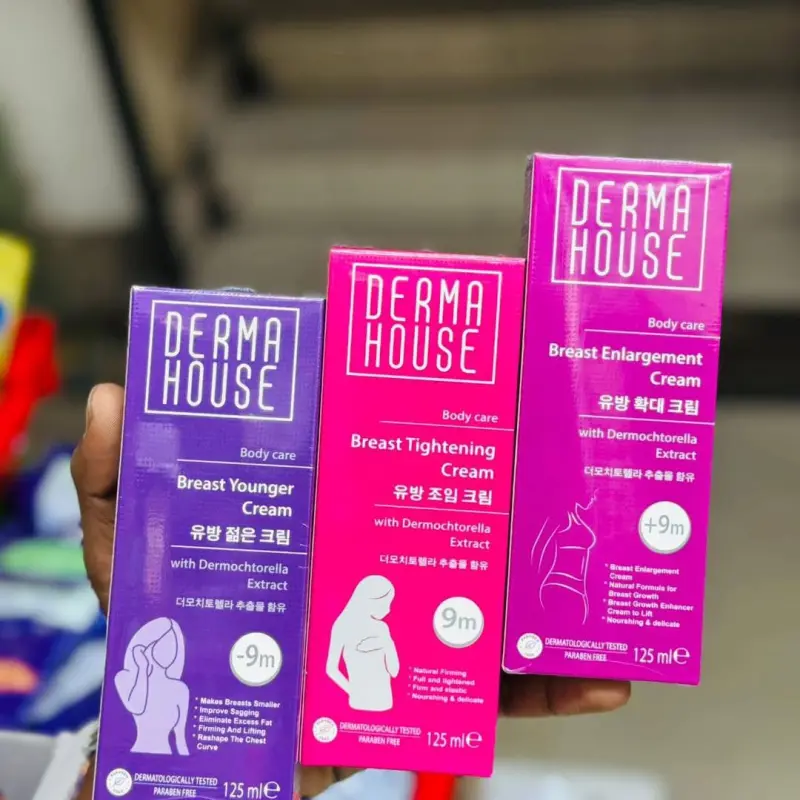 DERMA
HOUSE
Body care
Breast Younger
Cream
유방 젊은 크림
with Dermochtorella
Extract
더모치토렐라 추출물 함유
-9m
* Makes Breasts Smaller
* Improve Sagging
* Eliminate Excess Fat
* Firming And Lifting
* Reshape The Chest
Curve
DERMATOLOGICALLY TESTED
PARABEN FREE
125 ml e
DERMA
HOUSE
Body care
Breast Tightening
Cream
유방 조임 크림
with Dermochtorella
Extract
더모치토렐라 추출물 함유
9m
* Natural Firming
* Full and tightened
* Firm and elastic
* Nourishing & delicate
DERMATOLOGICALLY TESTED
PARABEN FREE
125 ml e
DERMA
HOUSE
Body care
Breast Enlargement
Cream
유방 확대 크림
with Dermochtorella
Extract
더모치토렐라 추출물 함유
+9m
* Breast Enlargement
Cream
* Natural Formula for
Breast Growth
* Breast Growth Enhancer
Cream to Lift
* Nourishing & delicate
DERMATOLOGICALLY TESTED
PARABEN FREE
125 ml e